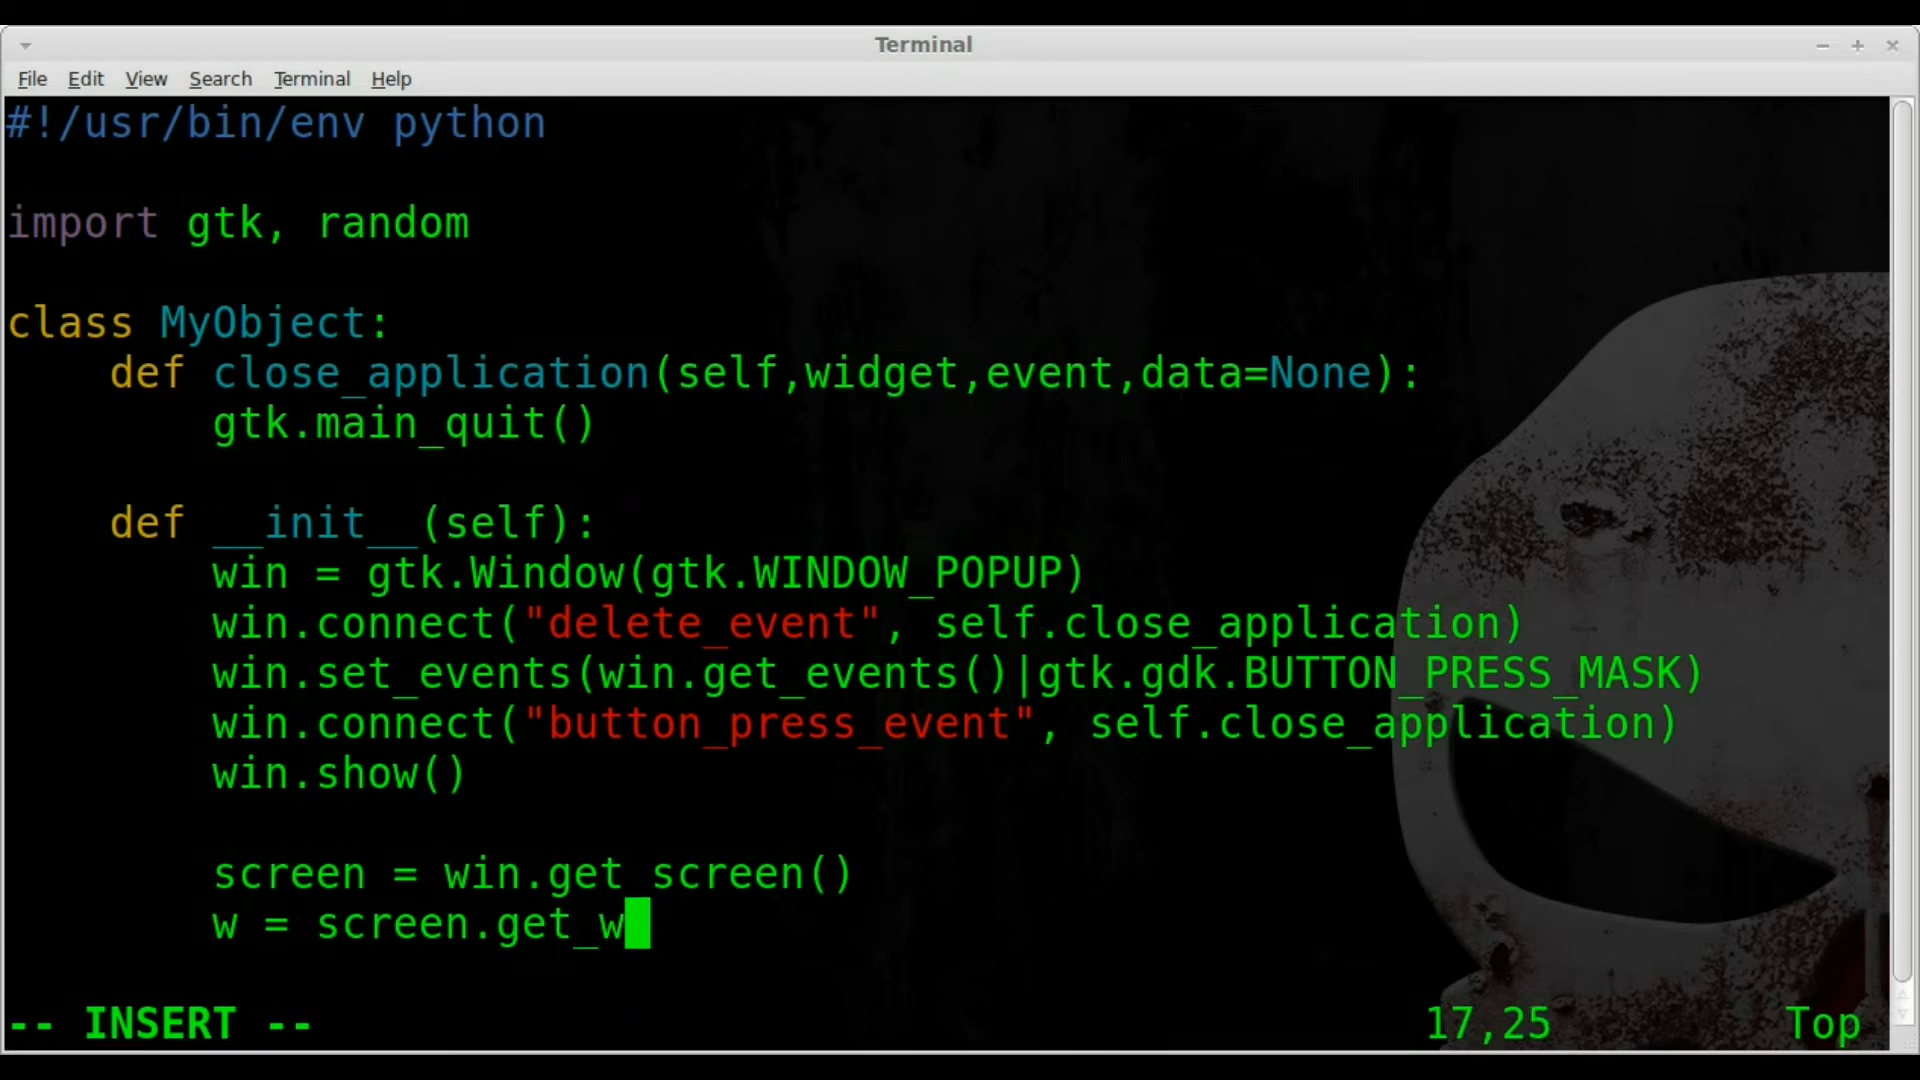 Terminal
File Edit View Search Terminal Help
#!/usr/bin/env python
import gtk, random
class MyObject:
    def close_application(self,widget,event,data=None):
        gtk.main_quit()
    def __init__(self):
        win = gtk.Window(gtk.WINDOW_POPUP)
        win.connect("delete_event", self.close_application)
        win.set_events(win.get_events()|gtk.gdk.BUTTON_PRESS_MASK)
        win.connect("button_press_event", self.close_application)
        win.show()
        screen = win.get_screen()
        w = screen.get_w
-- INSERT -- 17,25 Top